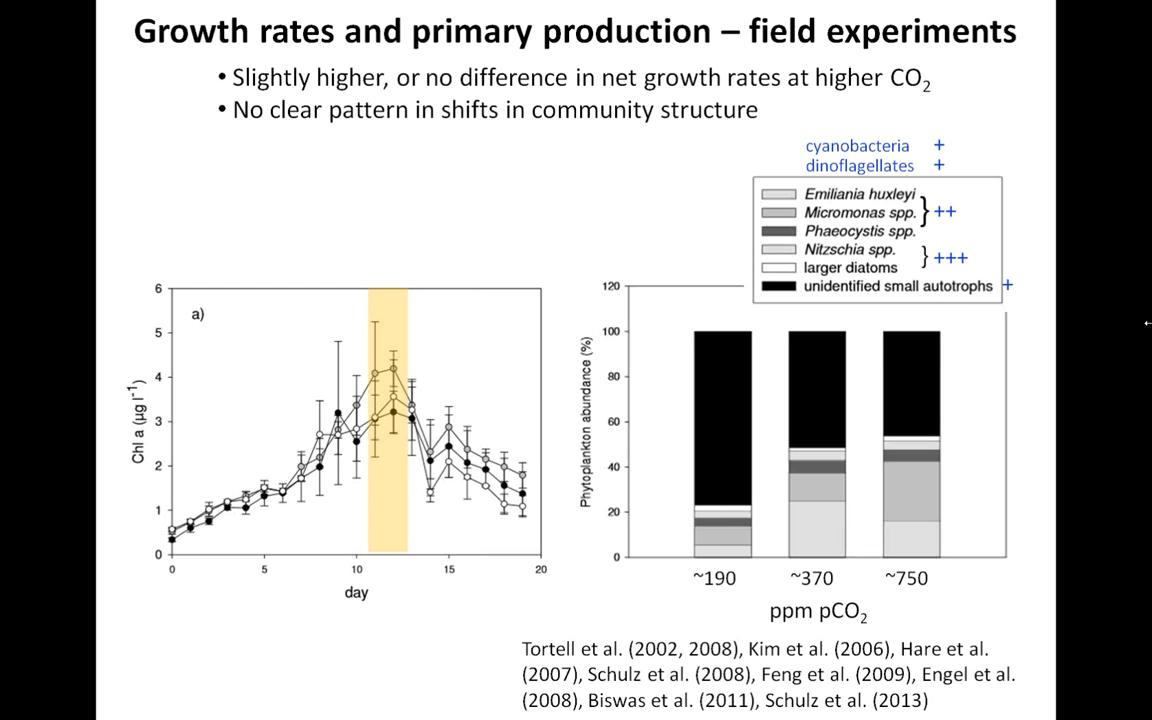 Growth rates and primary production – field experiments
• Slightly higher, or no difference in net growth rates at higher CO₂
• No clear pattern in shifts in community structure
cyanobacteria +
dinoflagellates +
Emiliania huxleyi
Micromonas spp. } ++
Phaeocystis spp.
Nitzschia spp.
larger diatoms } +++
unidentified small autotrophs +
a)
Chl a (µg l⁻¹)
6
5
4
3
2
1
0
0 5 10 15 20
day
Phytoplankton abundance (%)
120
100
80
60
40
20
0
~190 ~370 ~750
ppm pCO₂
Tortell et al. (2002, 2008), Kim et al. (2006), Hare et al.
(2007), Schulz et al. (2008), Feng et al. (2009), Engel et al.
(2008), Biswas et al. (2011), Schulz et al. (2013)